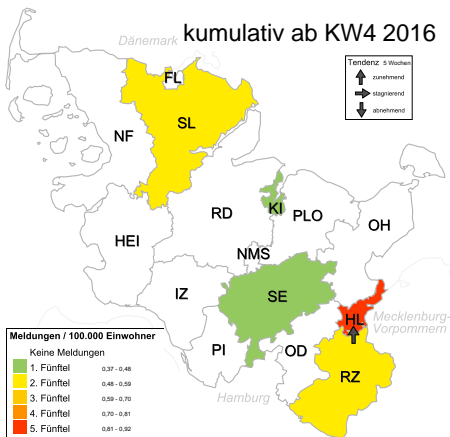 kumulativ ab KW4 2016
Dänemark
Tendenz 5 Wochen
zunehmend
stagnierend
abnehmend
FL
SL
NF
KI
RD
PLO
OH
HEI
NMS
IZ
SE
HL
Mecklenburg-
Vorpommern
PI
OD
RZ
Hamburg
Meldungen / 100.000 Einwohner
Keine Meldungen
1. Fünftel 0,37 - 0,48
2. Fünftel 0,48 - 0,59
3. Fünftel 0,59 - 0,70
4. Fünftel 0,70 - 0,81
5. Fünftel 0,81 - 0,92